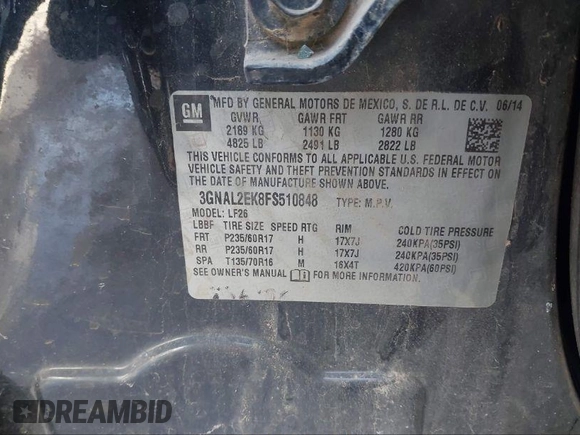 GM
MFD BY GENERAL MOTORS DE MEXICO, S. DE R.L. DE C.V. 06/14
GVWR GAWR FRT GAWR RR
2189 KG 1130 KG 1280 KG
4825 LB 2491 LB 2822 LB
THIS VEHICLE CONFORMS TO ALL APPLICABLE U.S. FEDERAL MOTOR
VEHICLE SAFETY AND THEFT PREVENTION STANDARDS IN EFFECT ON
THE DATE OF MANUFACTURE SHOWN ABOVE.
3GNAL2EK8FS510848 TYPE: M.P.V.
MODEL: LF26
LBBF TIRE SIZE SPEED RTG RIM COLD TIRE PRESSURE
FRT P235/60R17 H 17X7J 240KPA(35PSI)
RR P235/60R17 H 17X7J 240KPA(35PSI)
SPA T135/70R16 M 16X4T 420KPA(60PSI)
SEE OWNER'S MANUAL FOR MORE INFORMATION.
DREAMBID